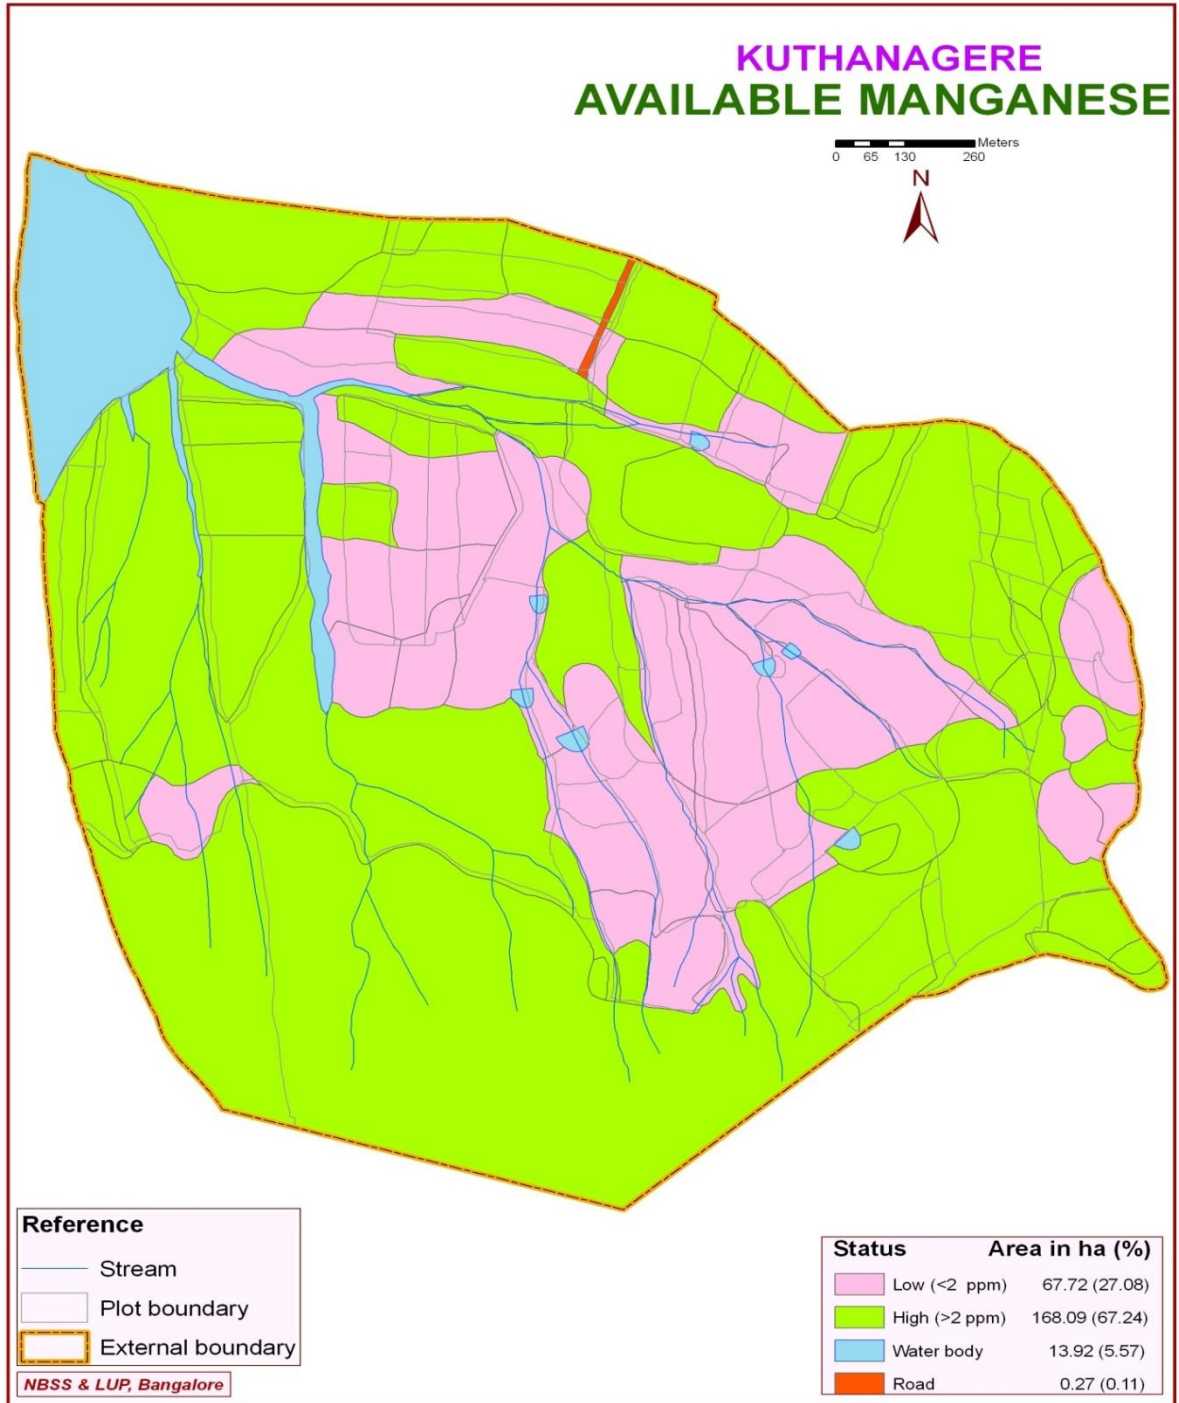 KUTHANAGERE
AVAILABLE MANGANESE
Meters
0 65 130 260
N
Reference
Stream
Plot boundary
External boundary
NBSS & LUP, Bangalore
Status Area in ha (%)
Low (<2 ppm) 67.72 (27.08)
High (>2 ppm) 168.09 (67.24)
Water body 13.92 (5.57)
Road 0.27 (0.11)